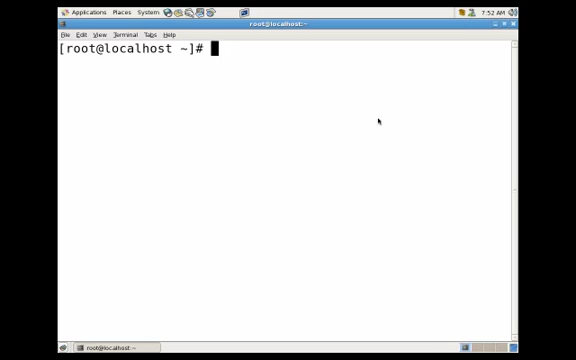 Applications Places System 7:52 AM
root@localhost:~
File Edit View Terminal Tabs Help
[root@localhost ~]#
root@localhost:~